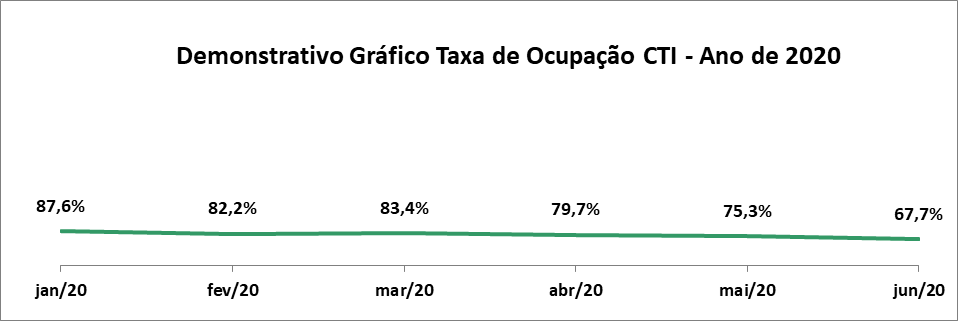 Demonstrativo Gráfico Taxa de Ocupação CTI - Ano de 2020
87,6% 82,2% 83,4% 79,7% 75,3% 67,7%
jan/20 fev/20 mar/20 abr/20 mai/20 jun/20